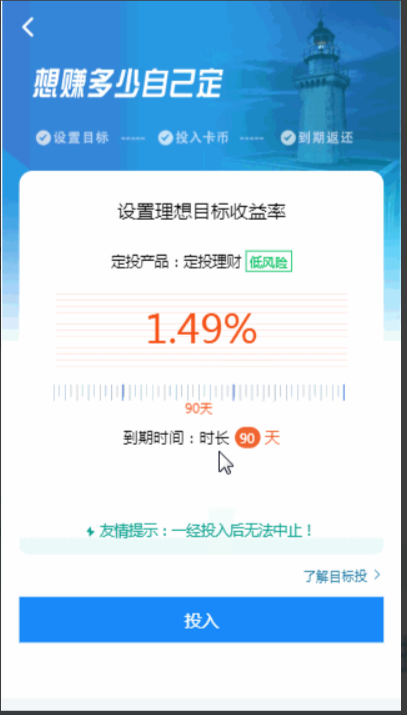 想赚多少自己定
设置目标 ----- 投入卡币 ----- 到期返还
设置理想目标收益率
定投产品：定投理财 低风险
1.49%
90天
到期时间：时长 90 天
友情提示：一经投入后无法中止！
了解目标投 >
投入